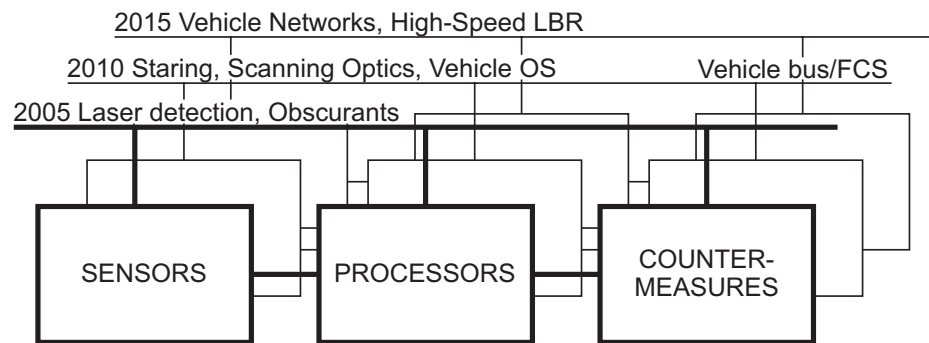 2015 Vehicle Networks, High-Speed LBR
2010 Staring, Scanning Optics, Vehicle OS
Vehicle bus/FCS
2005 Laser detection, Obscurants
SENSORS
PROCESSORS
COUNTER-
MEASURES